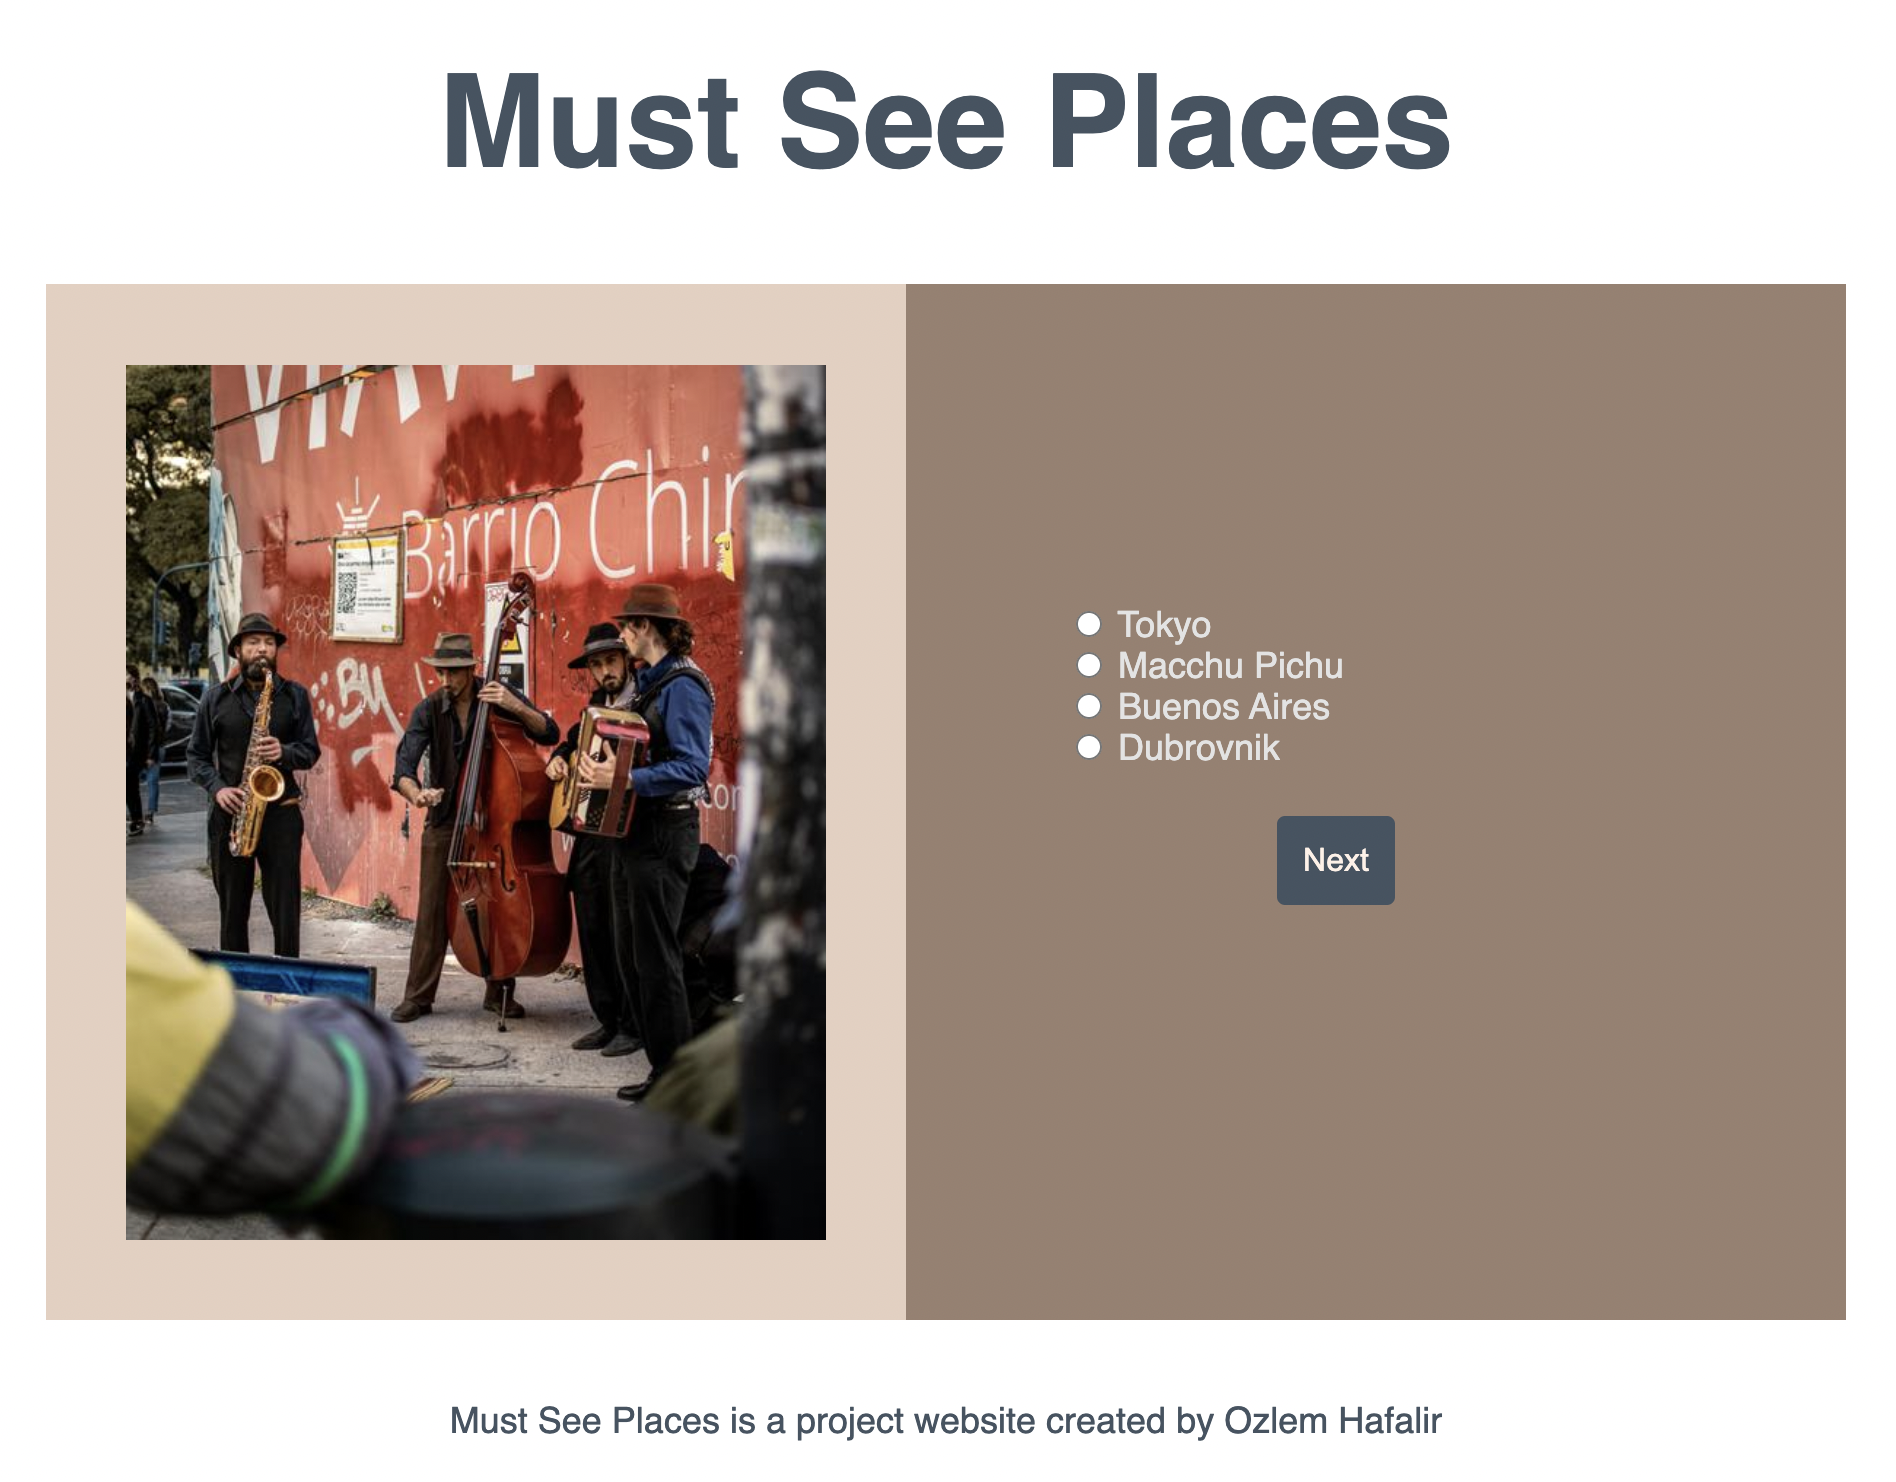 Must See Places
Barrio
BY
Tokyo
Macchu Pichu
Buenos Aires
Dubrovnik
Next
Must See Places is a project website created by Ozlem Hafalir